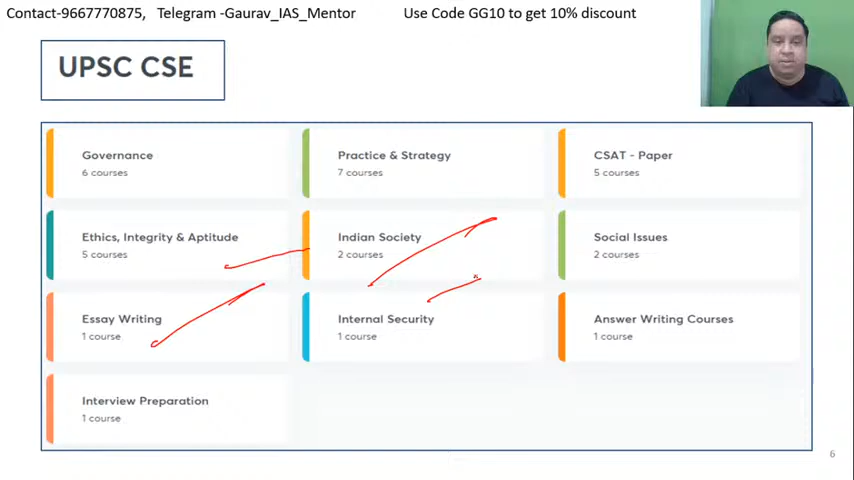 Contact-9667770875, Telegram -Gaurav_IAS_Mentor Use Code GG10 to get 10% discount
UPSC CSE
Governance
6 courses
Practice & Strategy
7 courses
CSAT - Paper
5 courses
Ethics, Integrity & Aptitude
5 courses
Indian Society
2 courses
Social Issues
2 courses
Essay Writing
1 course
Internal Security
1 course
Answer Writing Courses
1 course
Interview Preparation
1 course
6